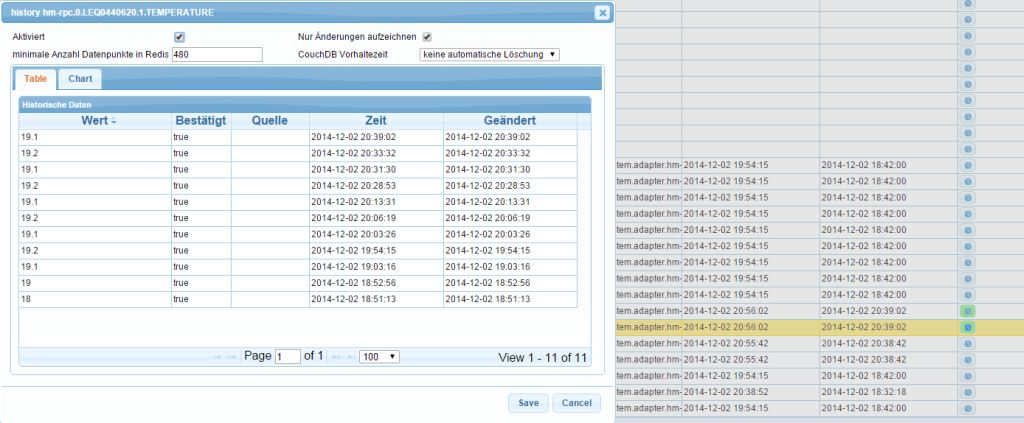 history hm-rpc.0.LEQ0440620.1.TEMPERATURE
Aktiviert Nur Änderungen aufzeichnen
minimale Anzahl Datenpunkte in Redis 480 CouchDB Vorhaltezeit keine automatische Löschung
Table Chart
Historische Daten
Wert Bestätigt Quelle Zeit Geändert
19.1 true 2014-12-02 20:39:02 2014-12-02 20:39:02
19.2 true 2014-12-02 20:33:32 2014-12-02 20:33:32
19.1 true 2014-12-02 20:31:30 2014-12-02 20:31:30
19.2 true 2014-12-02 20:28:53 2014-12-02 20:28:53
19.1 true 2014-12-02 20:13:31 2014-12-02 20:13:31
19.2 true 2014-12-02 20:06:19 2014-12-02 20:06:19
19.1 true 2014-12-02 20:03:26 2014-12-02 20:03:26
19.2 true 2014-12-02 19:54:15 2014-12-02 19:54:15
19.1 true 2014-12-02 19:03:16 2014-12-02 19:03:16
19 true 2014-12-02 18:52:56 2014-12-02 18:52:56
18 true 2014-12-02 18:51:13 2014-12-02 18:51:13
Page 1 of 1 100 View 1 - 11 of 11
Save Cancel
tem.adapter.hm- 2014-12-02 19:54:15 2014-12-02 18:42:00
tem.adapter.hm- 2014-12-02 19:54:15 2014-12-02 18:42:00
tem.adapter.hm- 2014-12-02 19:54:15 2014-12-02 18:42:00
tem.adapter.hm- 2014-12-02 19:54:15 2014-12-02 18:42:00
tem.adapter.hm- 2014-12-02 19:54:15 2014-12-02 18:42:00
tem.adapter.hm- 2014-12-02 19:54:15 2014-12-02 18:42:00
tem.adapter.hm- 2014-12-02 19:54:15 2014-12-02 18:42:00
tem.adapter.hm- 2014-12-02 19:54:15 2014-12-02 18:42:00
tem.adapter.hm- 2014-12-02 19:54:15 2014-12-02 18:42:00
tem.adapter.hm- 2014-12-02 20:56:02 2014-12-02 20:39:02
tem.adapter.hm- 2014-12-02 20:56:02 2014-12-02 20:39:02
tem.adapter.hm- 2014-12-02 20:55:42 2014-12-02 20:38:42
tem.adapter.hm- 2014-12-02 20:55:42 2014-12-02 20:38:42
tem.adapter.hm- 2014-12-02 19:54:15 2014-12-02 18:42:00
tem.adapter.hm- 2014-12-02 20:38:52 2014-12-02 18:32:18
tem.adapter.hm- 2014-12-02 19:54:15 2014-12-02 18:42:00